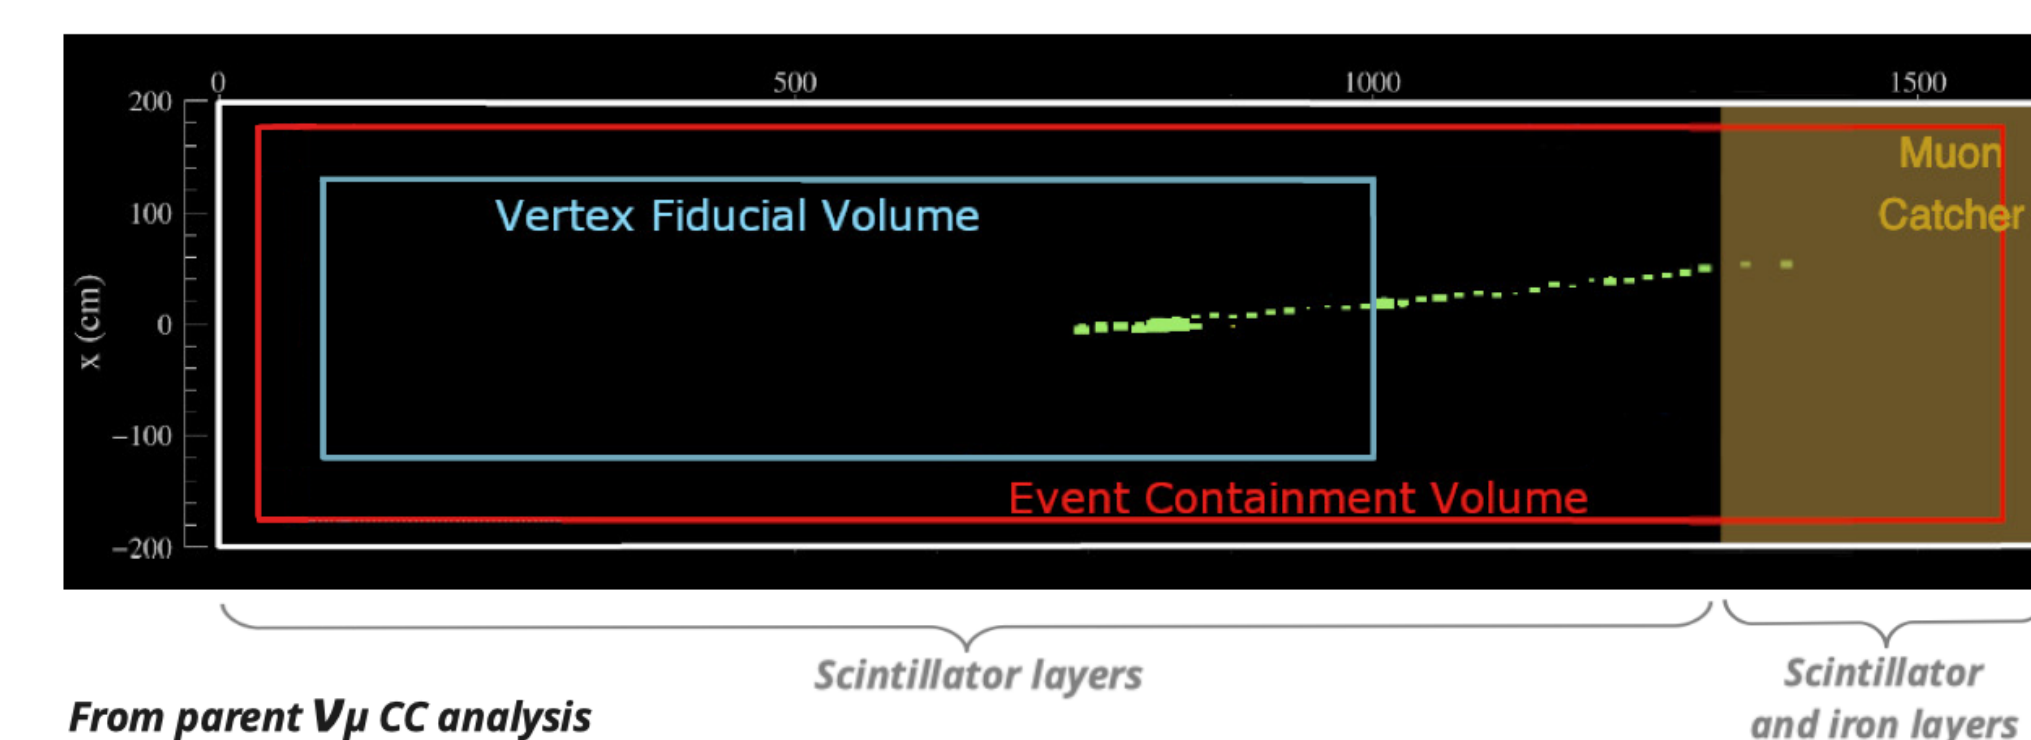 0 500 1000 1500
200
100
0
−100
−200
x (cm)
Muon
Catcher
Vertex Fiducial Volume
Event Containment Volume
Scintillator layers
Scintillator
and iron layers
From parent νμ CC analysis